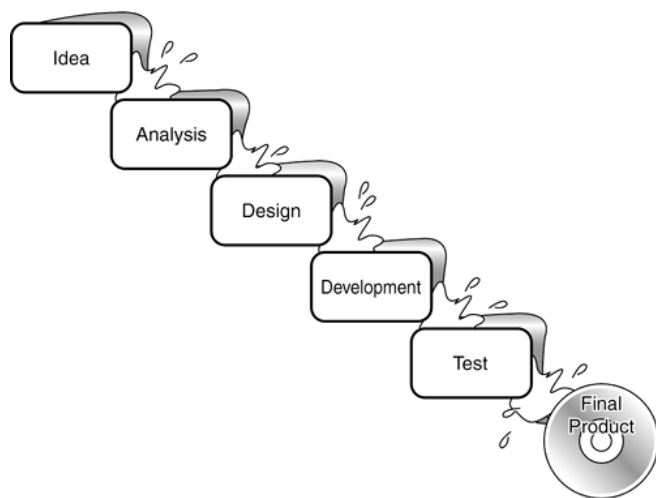 Idea
Analysis
Design
Development
Test
Final
Product